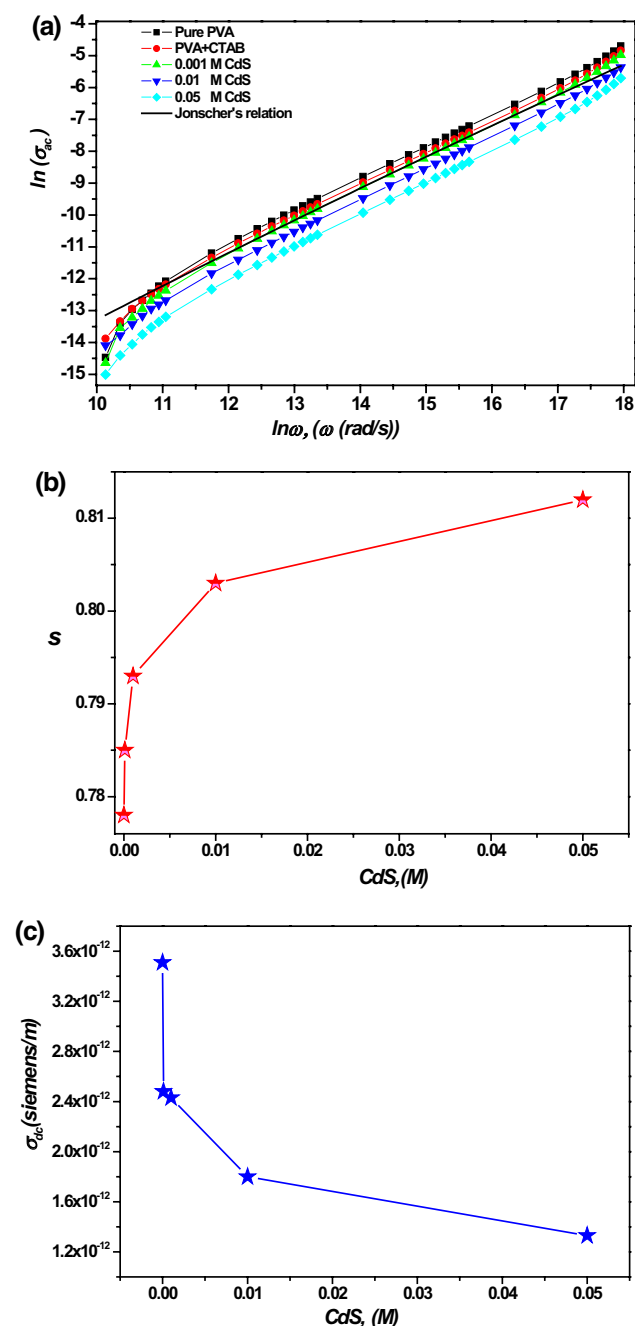 (a)
-4
-5
-6
-7
-8
-9
-10
-11
-12
-13
-14
-15
ln (σac)
Pure PVA
PVA+CTAB
0.001 M CdS
0.01 M CdS
0.05 M CdS
Jonscher's relation
10 11 12 13 14 15 16 17 18
lnω, (ω (rad/s))
(b)
0.81
0.80
0.79
0.78
s
0.00 0.01 0.02 0.03 0.04 0.05
CdS,(M)
(c)
3.6x10⁻¹²
3.2x10⁻¹²
2.8x10⁻¹²
2.4x10⁻¹²
2.0x10⁻¹²
1.6x10⁻¹²
1.2x10⁻¹²
σdc(siemens/m)
0.00 0.01 0.02 0.03 0.04 0.05
CdS, (M)